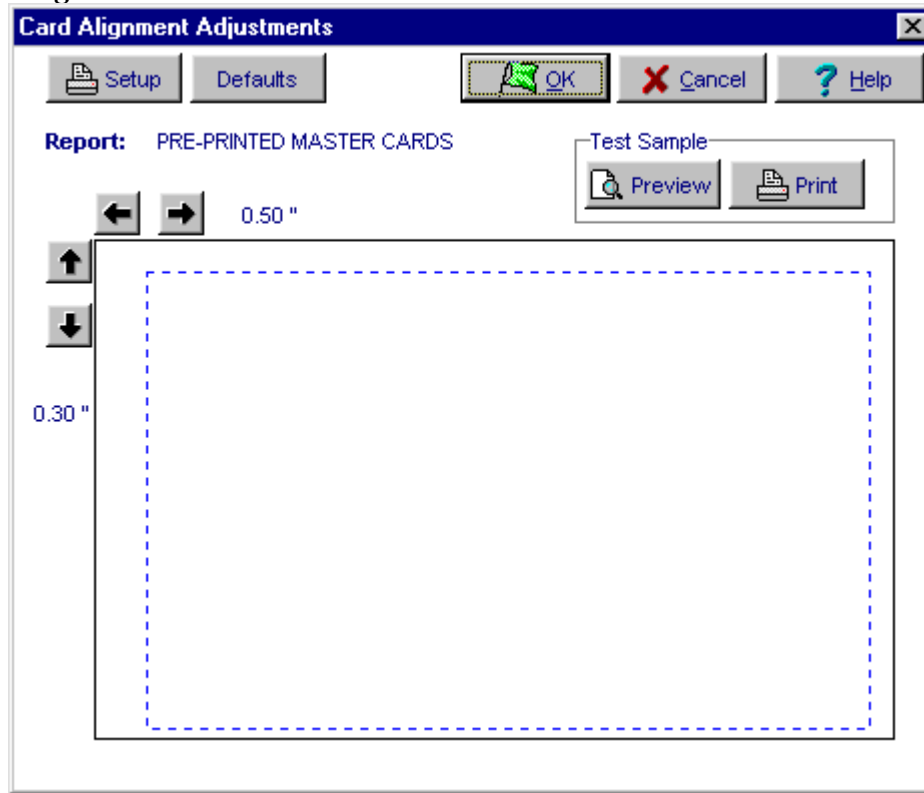 Card Alignment Adjustments
Setup Defaults OK Cancel Help
Report: PRE-PRINTED MASTER CARDS Test Sample
Preview Print
0.50 "
0.30 "